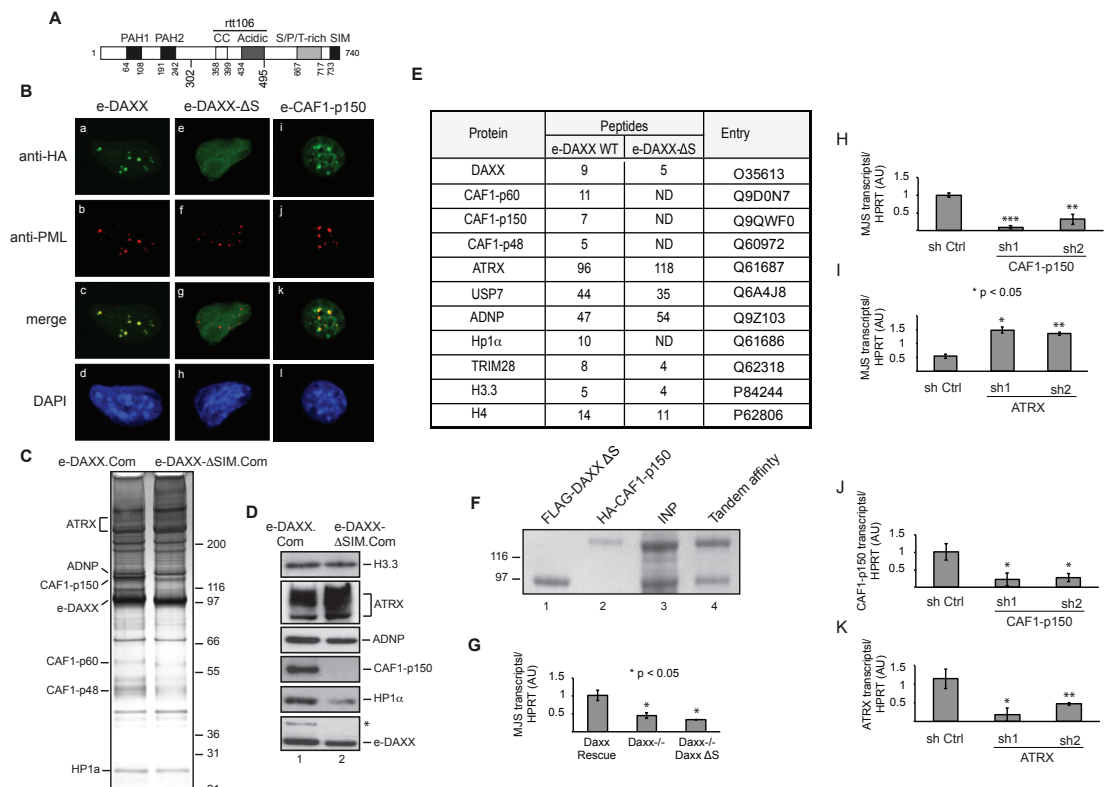 A
rtt106
PAH1 PAH2 CC Acidic S/P/T-rich SIM
1 740
64 108 191 242 302 358 399 434 495 667 717 733
B
e-DAXX e-DAXX-ΔS e-CAF1-p150
anti-HA a e i
anti-PML b f j
merge c g k
DAPI d h l
C
e-DAXX.Com e-DAXX-ΔSIM.Com
ATRX
200
ADNP
CAF1-p150
116
e-DAXX
97
66
CAF1-p60
55
CAF1-p48
36
31
HP1a
D
e-DAXX.
Com
e-DAXX-
ΔSIM.Com
H3.3
ATRX
ADNP
CAF1-p150
HP1α
*
e-DAXX
1 2
E
Protein Peptides Entry
e-DAXX WT e-DAXX-ΔS
DAXX 9 5 O35613
CAF1-p60 11 ND Q9D0N7
CAF1-p150 7 ND Q9QWF0
CAF1-p48 5 ND Q60972
ATRX 96 118 Q61687
USP7 44 35 Q6A4J8
ADNP 47 54 Q9Z103
Hp1α 10 ND Q61686
TRIM28 8 4 Q62318
H3.3 5 4 P84244
H4 14 11 P62806
F
FLAG-DAXX ΔS HA-CAF1-p150 INP Tandem affinty
116
97
1 2 3 4
G
MJS transcripts/
HPRT (AU)
1.5
1
0.5
* p < 0.05
* *
Daxx
Rescue
Daxx-/-
Daxx-/-
Daxx ΔS
H
MJS transcripts/
HPRT (AU)
1.5
1
0.5
*** **
sh Ctrl sh1 sh2
CAF1-p150
I
MJS transcripts/
HPRT (AU)
* p < 0.05
1.5
1
0.5
* **
sh Ctrl sh1 sh2
ATRX
J
CAF1-p150 transcripts/
HPRT (AU)
1.5
1
0.5
* *
sh Ctrl sh1 sh2
CAF1-p150
K
ATRX transcripts/
HPRT (AU)
1.5
1
0.5
* **
sh Ctrl sh1 sh2
ATRX